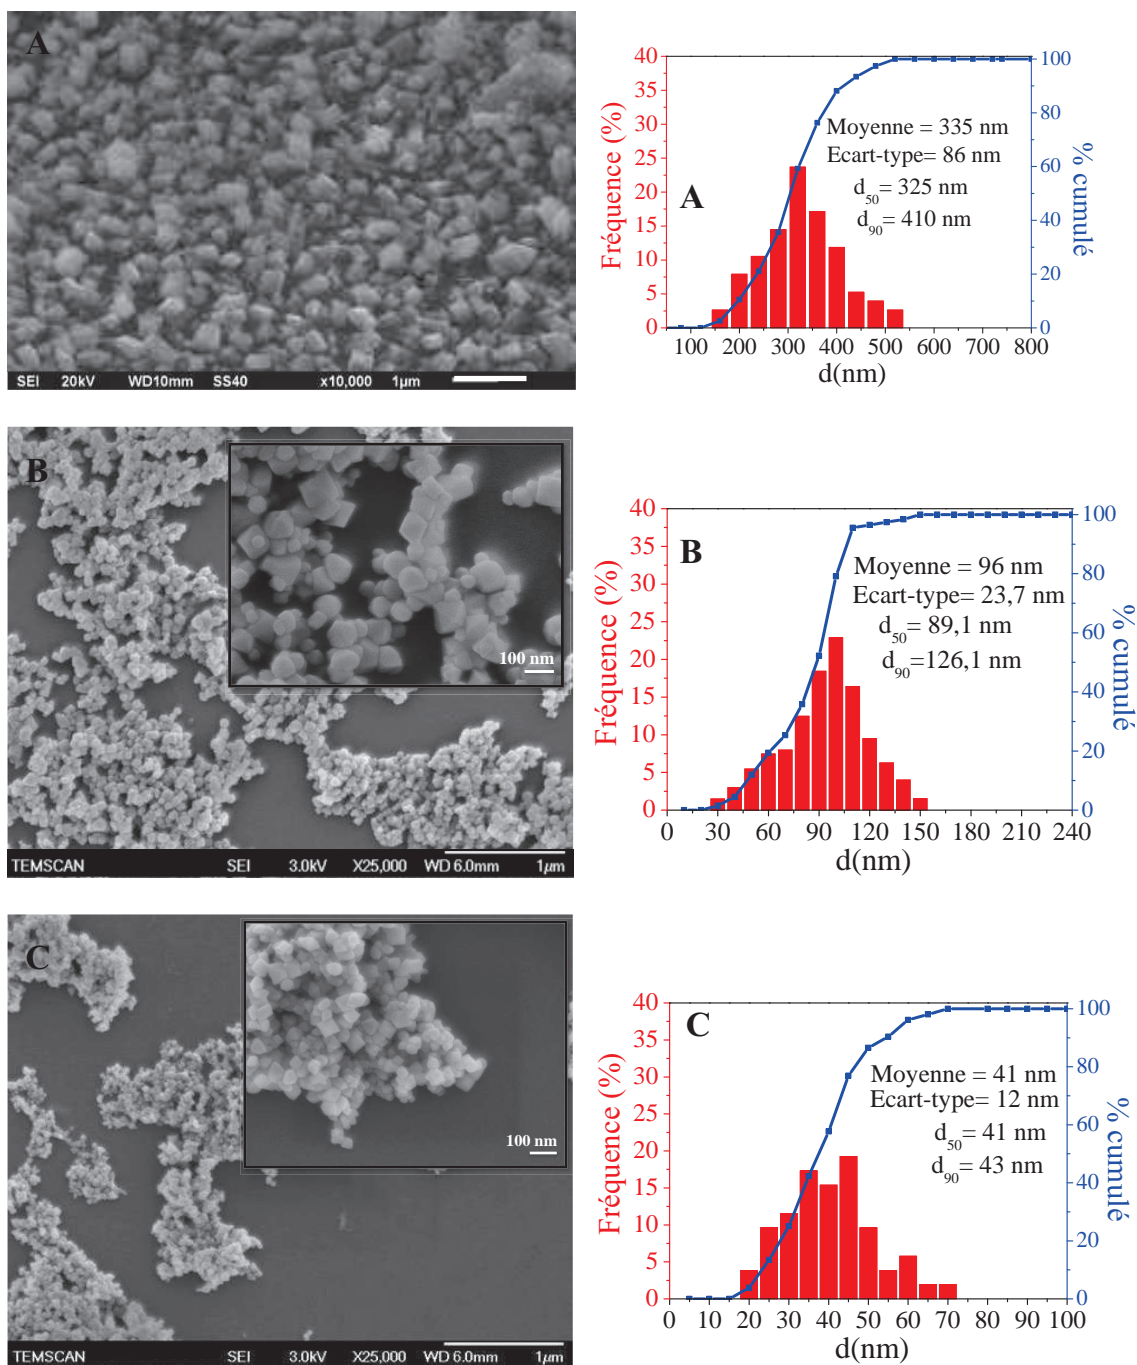 A
SEI 20kV WD10mm SS40 x10,000 1µm
40
35
30
25
20
15
10
5
0
Fréquence (%)
A
Moyenne = 335 nm
Ecart-type= 86 nm
d50= 325 nm
d90= 410 nm
100
80
60
40
20
0
% cumulé
100 200 300 400 500 600 700 800
d(nm)
B
100 nm
TEMSCAN SEI 3.0kV X25,000 WD 6.0mm 1µm
40
35
30
25
20
15
10
5
0
Fréquence (%)
B
Moyenne = 96 nm
Ecart-type= 23,7 nm
d50= 89,1 nm
d90=126,1 nm
100
80
60
40
20
0
% cumulé
0 30 60 90 120 150 180 210 240
d(nm)
C
100 nm
TEMSCAN SEI 3.0kV X25,000 WD 6.0mm 1µm
40
35
30
25
20
15
10
5
0
Fréquence (%)
C
Moyenne = 41 nm
Ecart-type= 12 nm
d50= 41 nm
d90= 43 nm
100
80
60
40
20
0
% cumulé
0 10 20 30 40 50 60 70 80 90 100
d(nm)